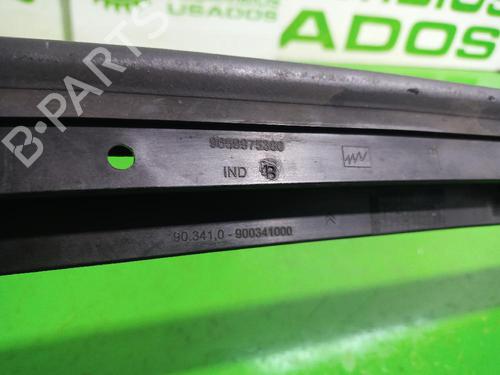 USADOS
ADOS
B-PARTS
9659975380
IND B
90.341,0 - 900341000